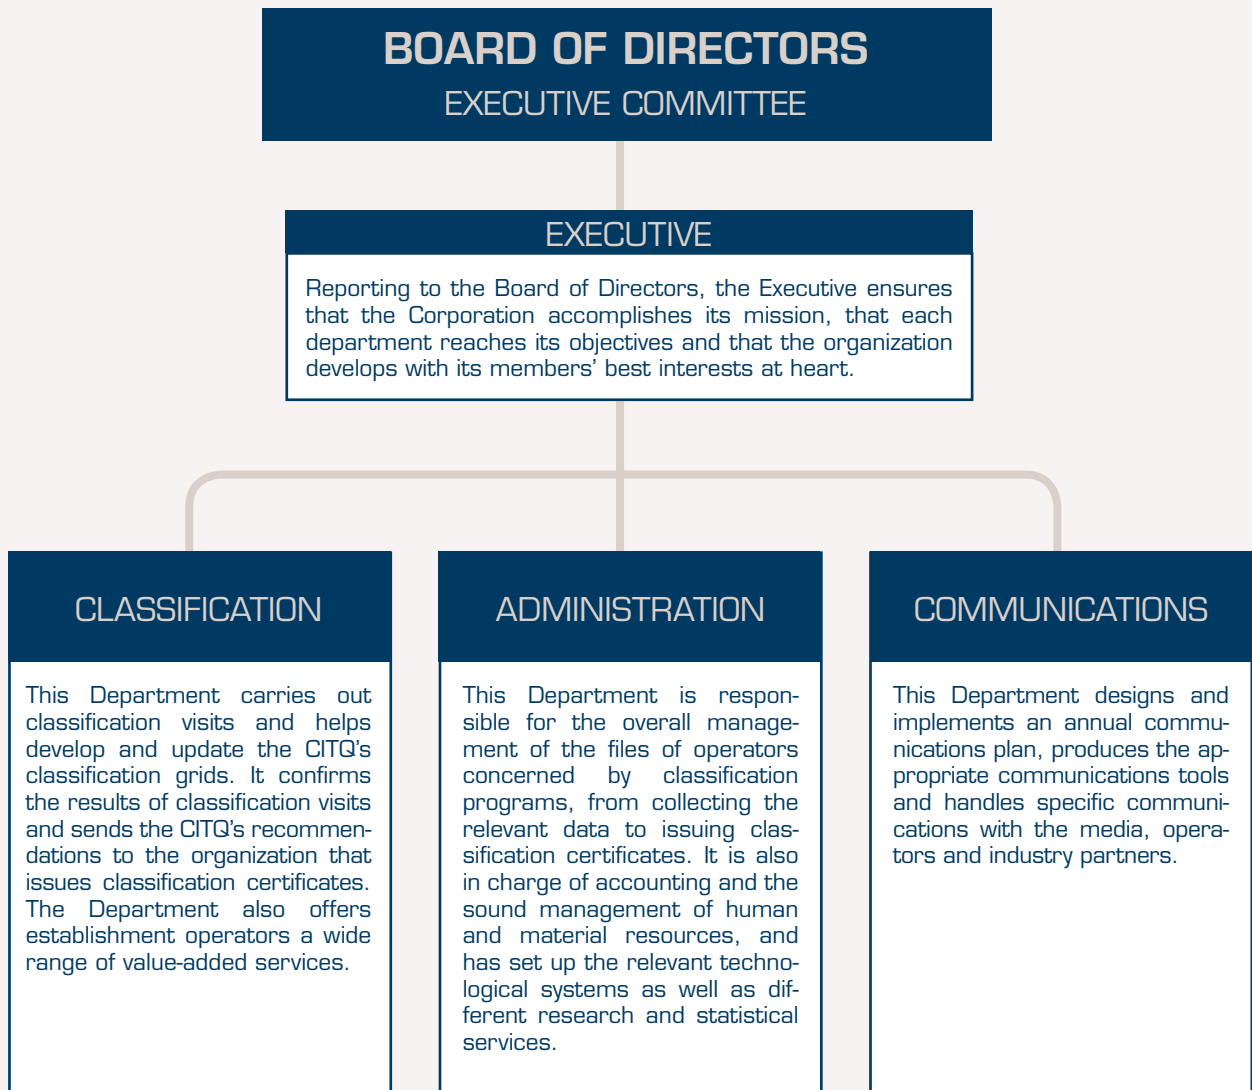 BOARD OF DIRECTORS
EXECUTIVE COMMITTEE
EXECUTIVE
Reporting to the Board of Directors, the Executive ensures
that the Corporation accomplishes its mission, that each
department reaches its objectives and that the organization
develops with its members’ best interests at heart.
CLASSIFICATION
This Department carries out
classification visits and helps
develop and update the CITQ’s
classification grids. It confirms
the results of classification visits
and sends the CITQ’s recommen-
dations to the organization that
issues classification certificates.
The Department also offers
establishment operators a wide
range of value-added services.
ADMINISTRATION
This Department is respon-
sible for the overall manage-
ment of the files of operators
concerned by classification
programs, from collecting the
relevant data to issuing clas-
sification certificates. It is also
in charge of accounting and the
sound management of human
and material resources, and
has set up the relevant techno-
logical systems as well as dif-
ferent research and statistical
services.
COMMUNICATIONS
This Department designs and
implements an annual commu-
nications plan, produces the ap-
propriate communications tools
and handles specific communi-
cations with the media, opera-
tors and industry partners.